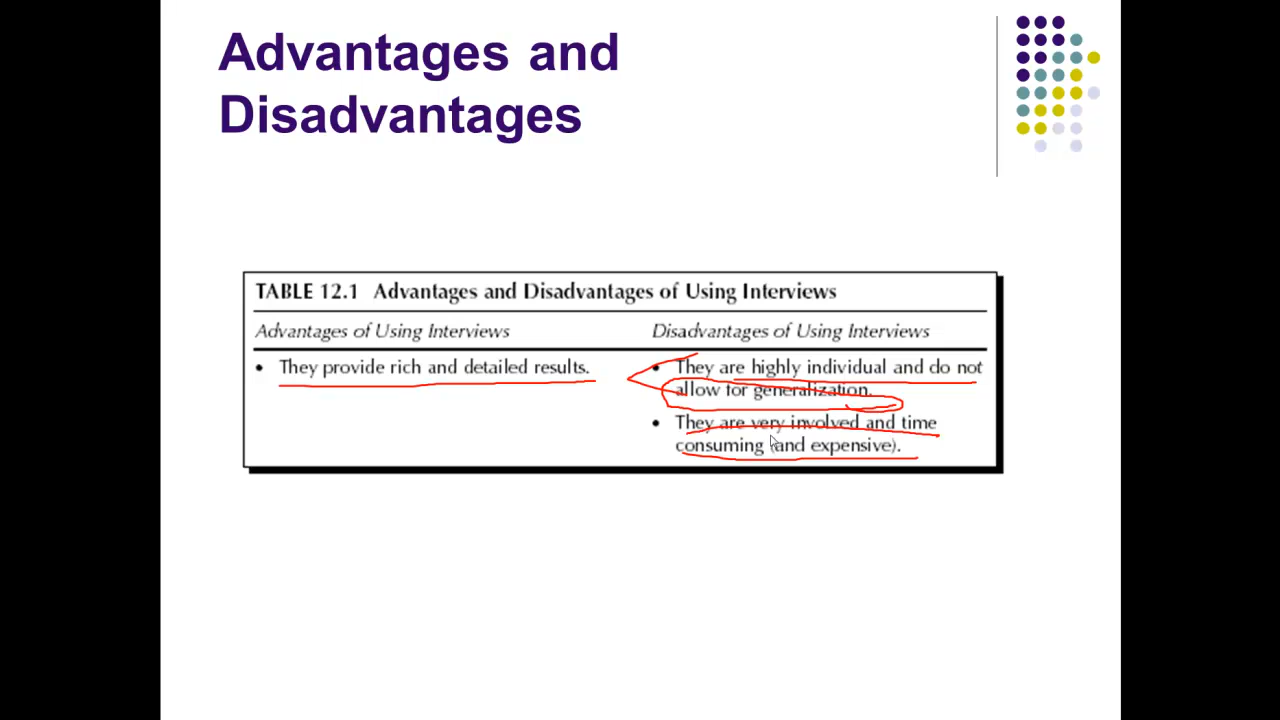 Advantages and
Disadvantages
TABLE 12.1 Advantages and Disadvantages of Using Interviews
Advantages of Using Interviews
Disadvantages of Using Interviews
• They provide rich and detailed results.
• They are highly individual and do not
allow for generalization.
• They are very involved and time
consuming (and expensive).